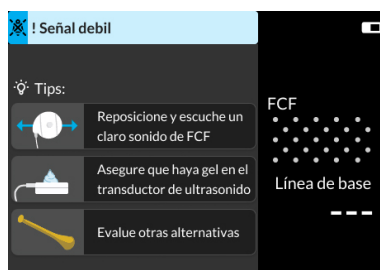 ! Señal debil
Tips:
Reposicione y escuche un
claro sonido de FCF
Asegure que haya gel en el
transductor de ultrasonido
Evalue otras alternativas
FCF
Línea de base
---